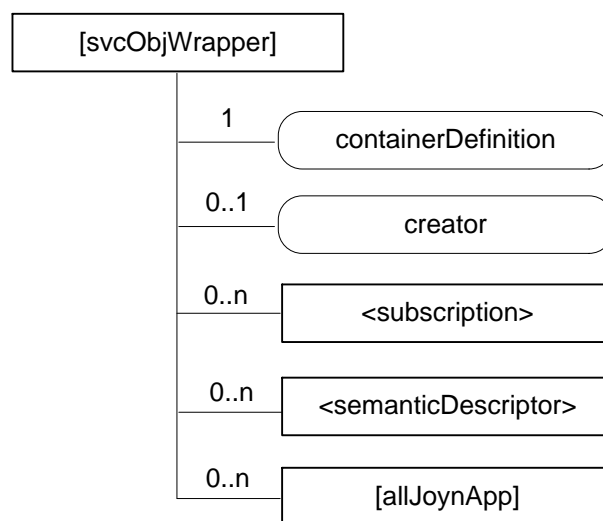 [svcObjWrapper]
1
containerDefinition
0..1
creator
0..n
<subscription>
0..n
<semanticDescriptor>
0..n
[allJoynApp]